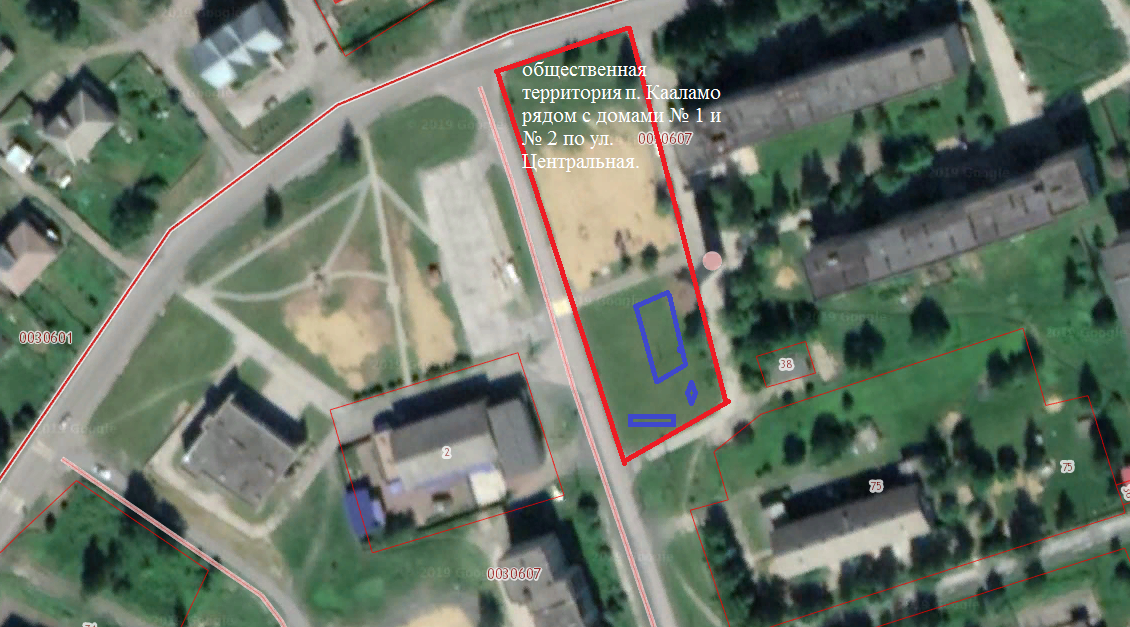 общественная
территория п. Кааламо
рядом с домами № 1 и
№ 2 по ул.
0030607
Центральная.
0030601
38
2
75
75
0030607